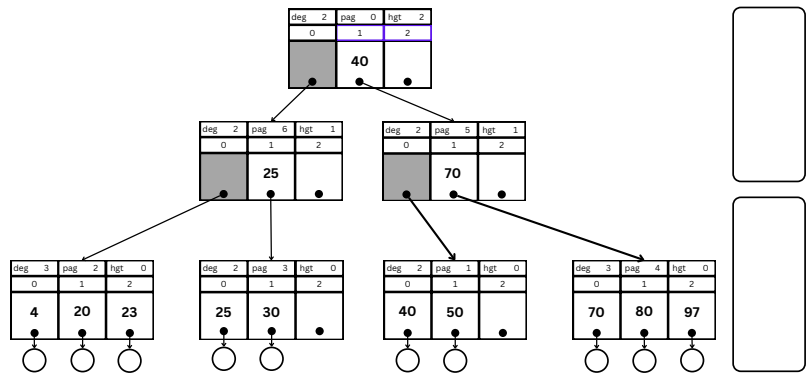 deg 2 pag 0 hgt 2
0 1 2
40
deg 2 pag 6 hgt 1
0 1 2
25
deg 2 pag 5 hgt 1
0 1 2
70
deg 3 pag 2 hgt 0
0 1 2
4 20 23
deg 2 pag 3 hgt 0
0 1 2
25 30
deg 2 pag 1 hgt 0
0 1 2
40 50
deg 3 pag 4 hgt 0
0 1 2
70 80 97